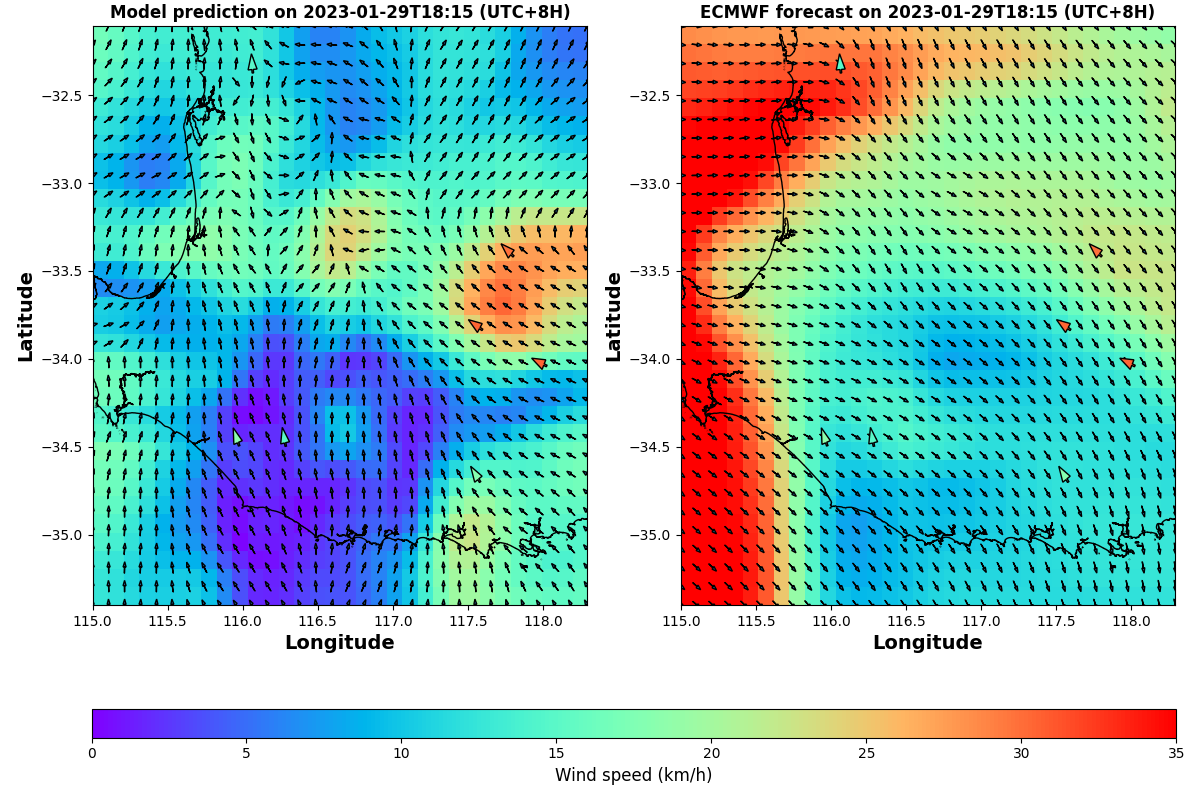 Model prediction on 2023-01-29T18:15 (UTC+8H)
ECMWF forecast on 2023-01-29T18:15 (UTC+8H)
Latitude
−32.5
−33.0
−33.5
−34.0
−34.5
−35.0
115.0 115.5 116.0 116.5 117.0 117.5 118.0
Longitude
Latitude
−32.5
−33.0
−33.5
−34.0
−34.5
−35.0
115.0 115.5 116.0 116.5 117.0 117.5 118.0
Longitude
0 5 10 15 20 25 30 35
Wind speed (km/h)